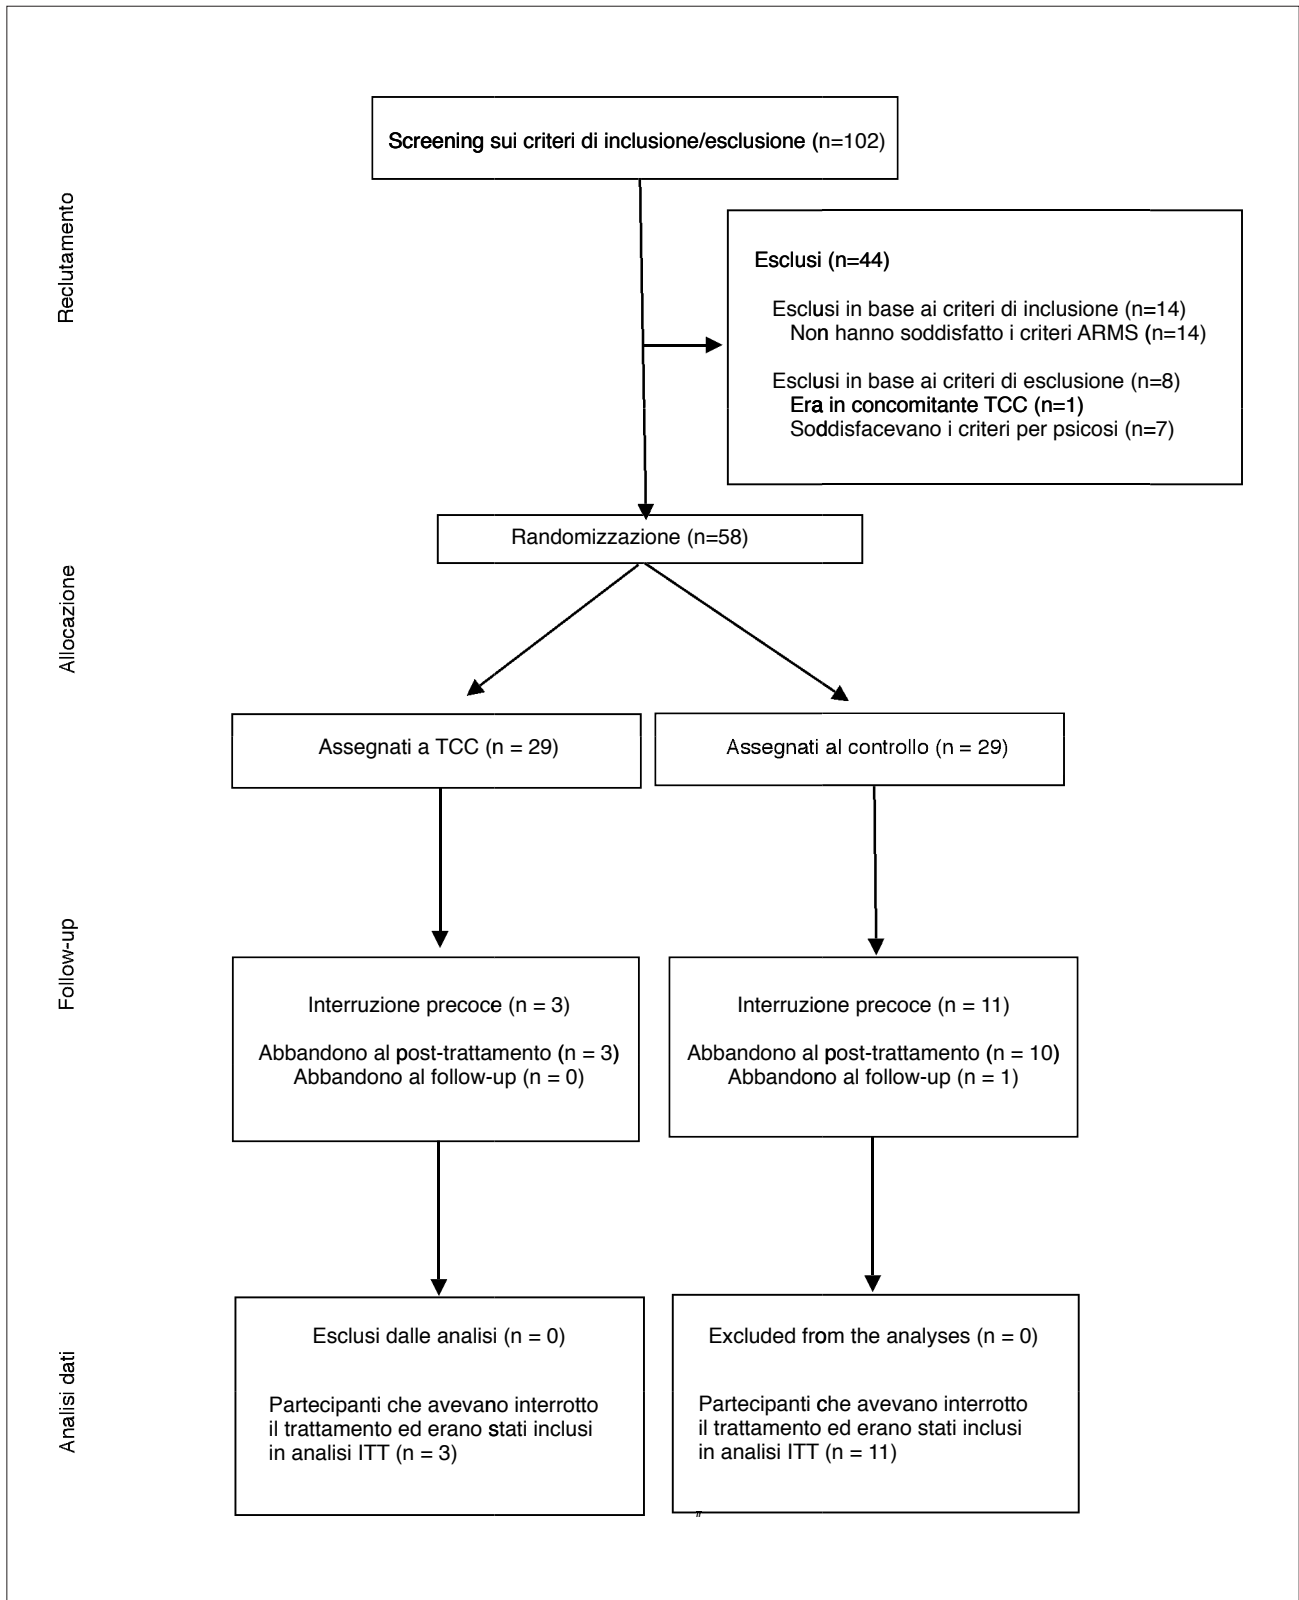 Screening sui criteri di inclusione/esclusione (n=102)
Reclutamento
Esclusi (n=44)
Esclusi in base ai criteri di inclusione (n=14)
Non hanno soddisfatto i criteri ARMS (n=14)
Esclusi in base ai criteri di esclusione (n=8)
Era in concomitante TCC (n=1)
Soddisfacevano i criteri per psicosi (n=7)
Randomizzazione (n=58)
Allocazione
Assegnati a TCC (n = 29)
Assegnati al controllo (n = 29)
Follow-up
Interruzione precoce (n = 3)
Abbandono al post-trattamento (n = 3)
Abbandono al follow-up (n = 0)
Interruzione precoce (n = 11)
Abbandono al post-trattamento (n = 10)
Abbandono al follow-up (n = 1)
Analisi dati
Esclusi dalle analisi (n = 0)
Partecipanti che avevano interrotto
il trattamento ed erano stati inclusi
in analisi ITT (n = 3)
Excluded from the analyses (n = 0)
Partecipanti che avevano interrotto
il trattamento ed erano stati inclusi
in analisi ITT (n = 11)